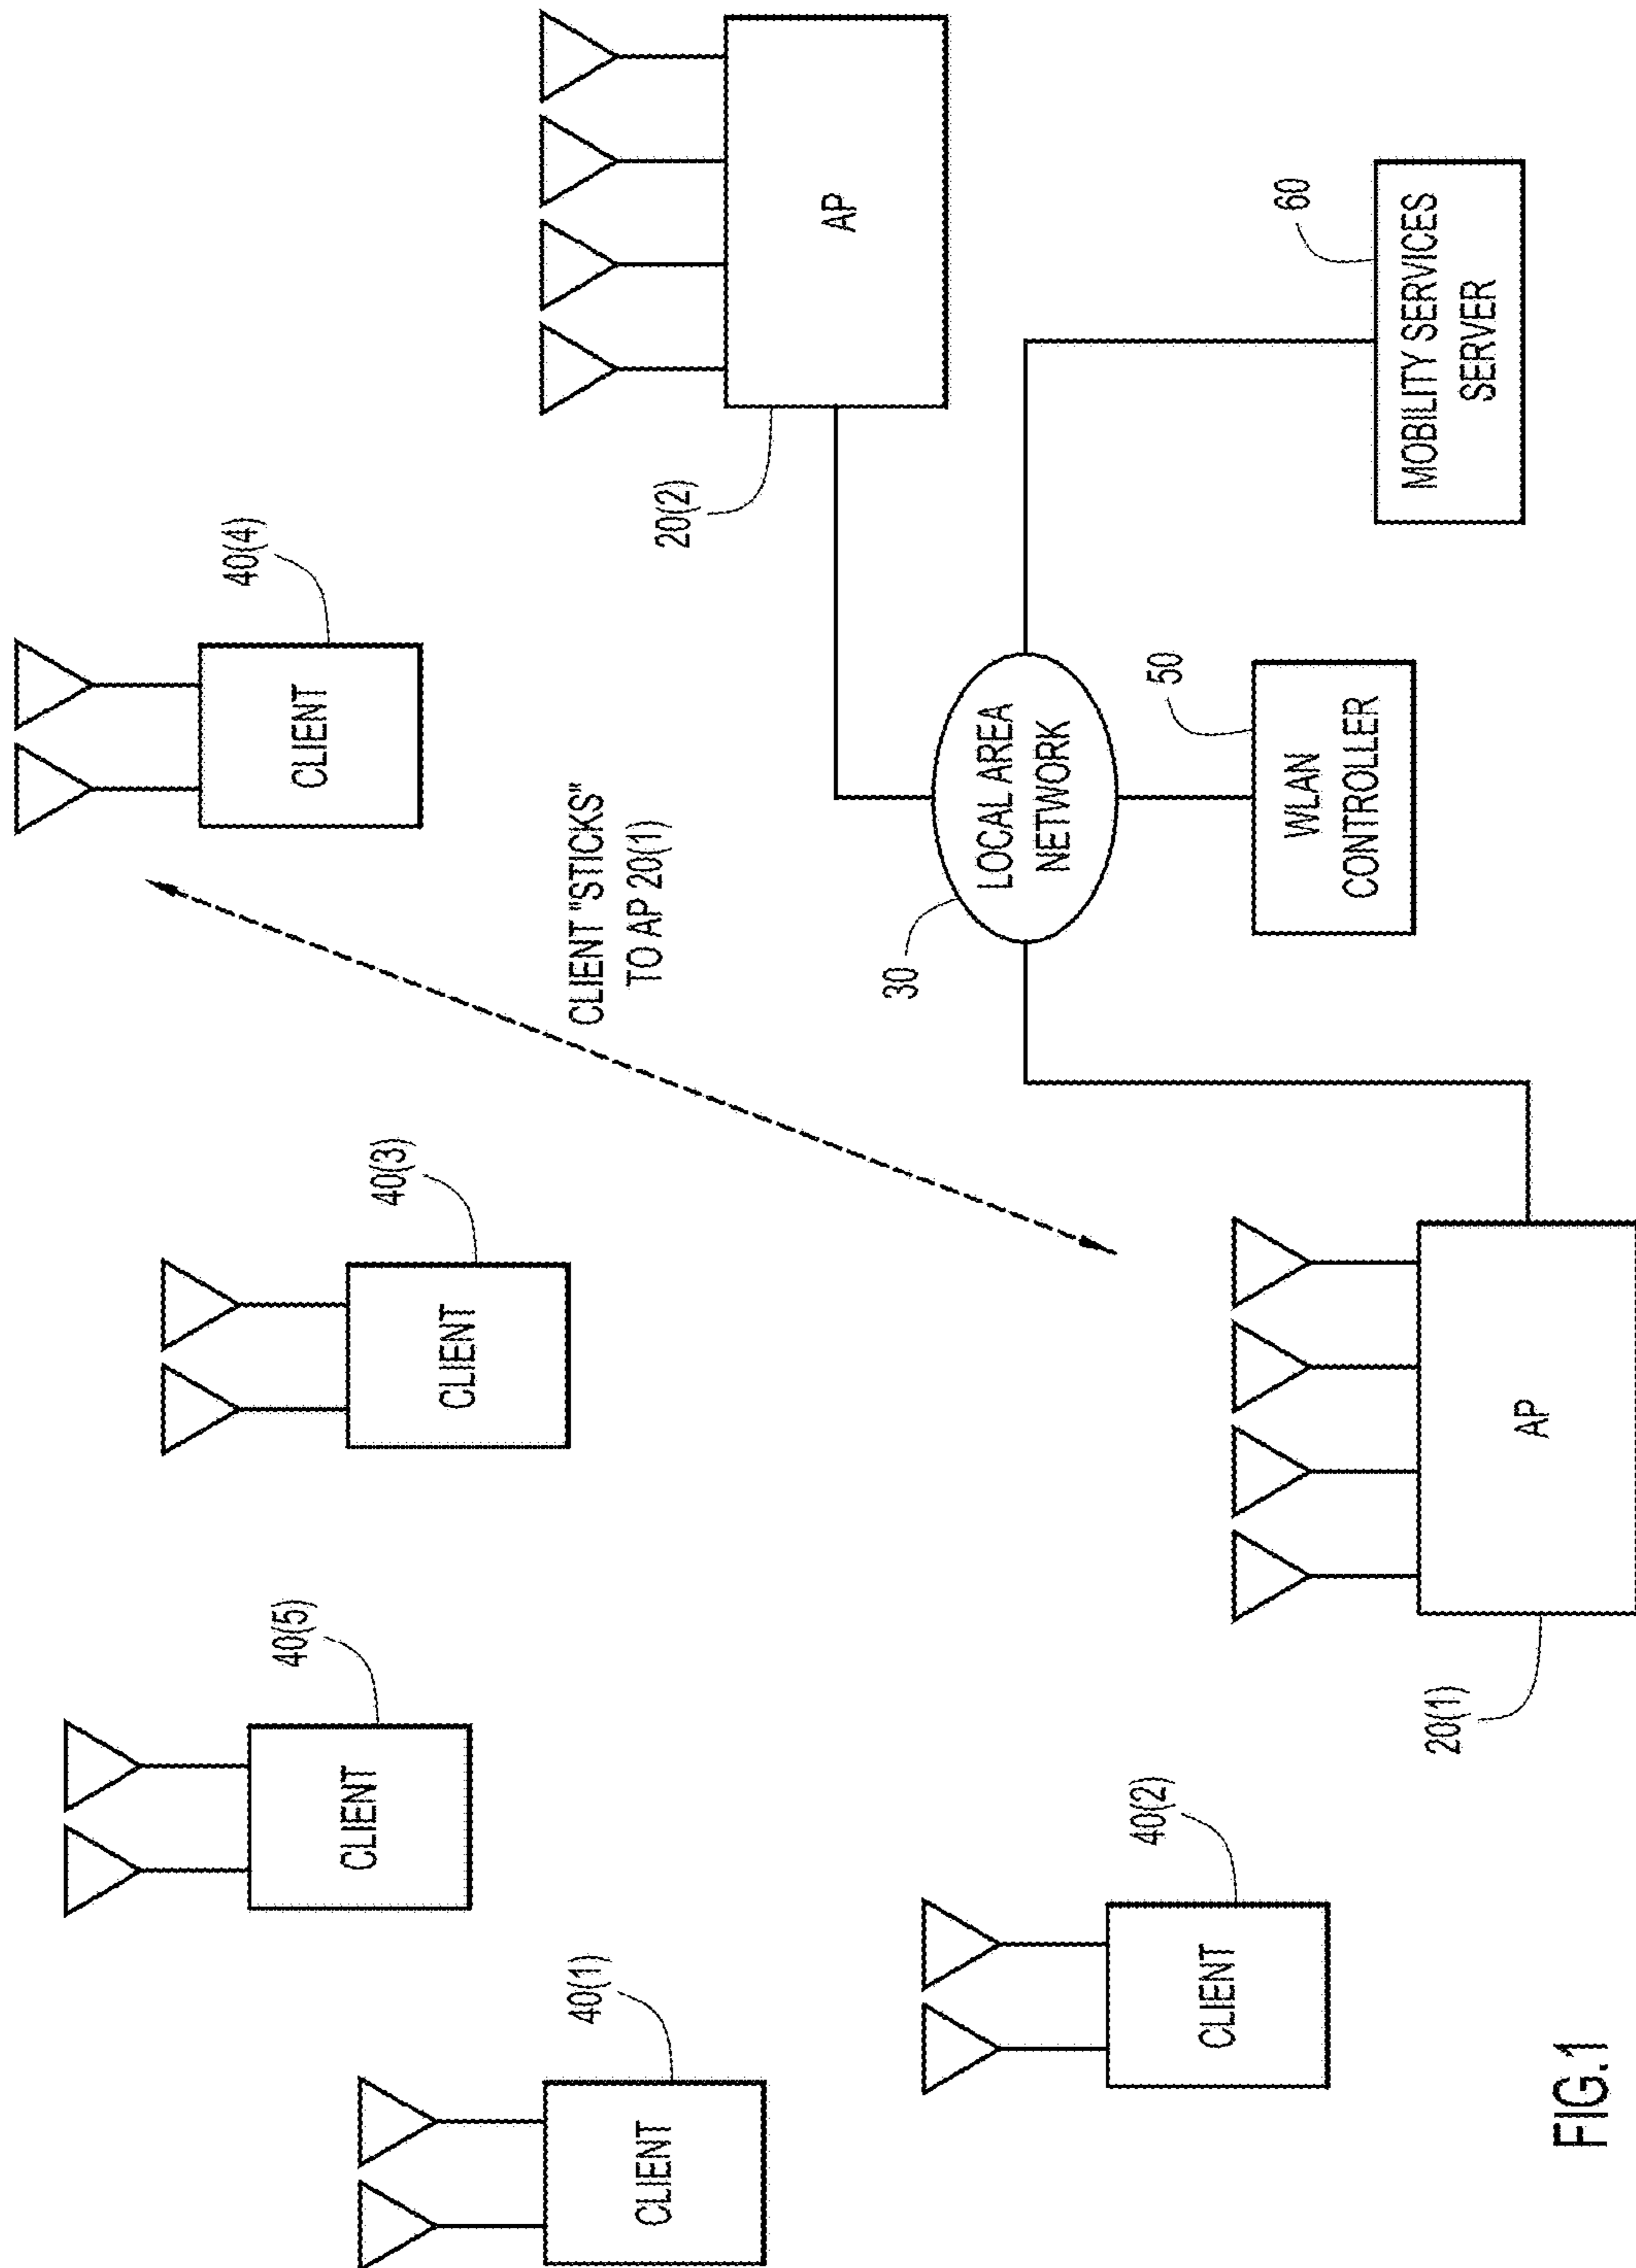 40(4)
CLIENT
40(5)
CLIENT
40(3)
CLIENT
40(1)
CLIENT
CLIENT "STICKS"
TO AP 20(1)
20(2)
AP
40(2)
CLIENT
30
LOCAL AREA
NETWORK
50
WLAN
CONTROLLER
60
MOBILITY SERVICES
SERVER
20(1)
AP
FIG.1